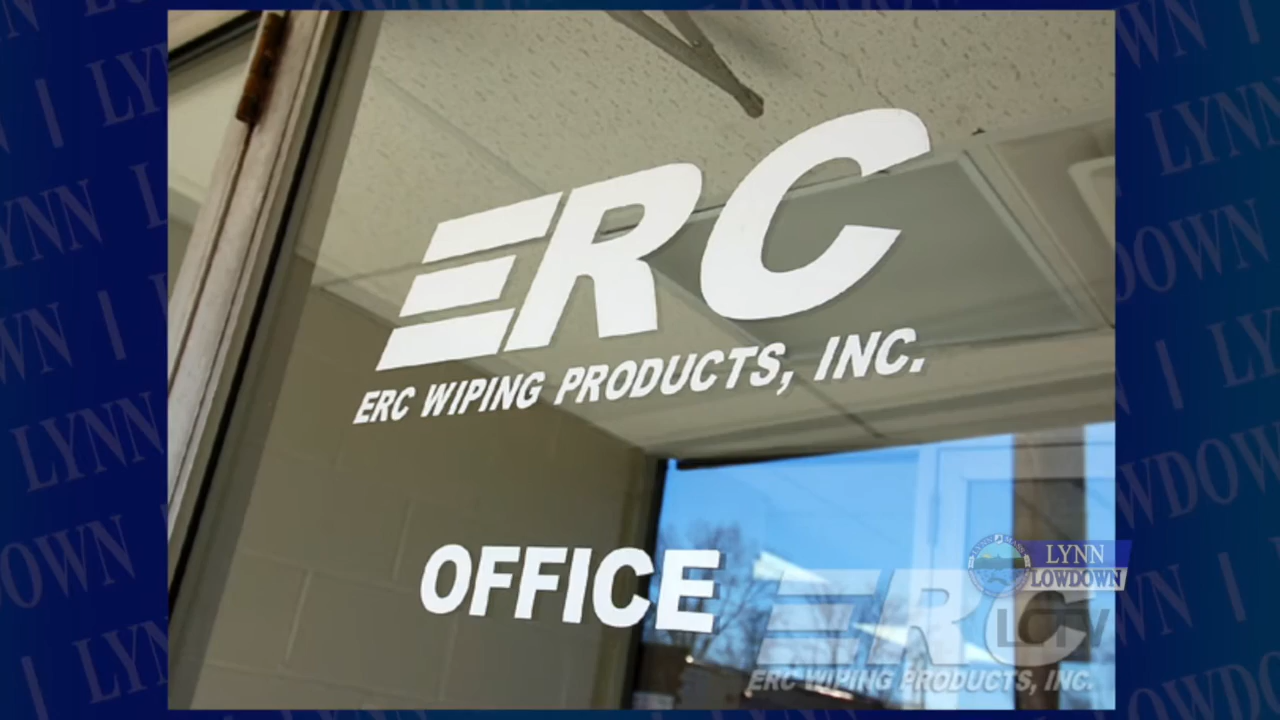 ERC
ERC WIPING PRODUCTS, INC.
OFFICE
LYNN
LOWDOWN
LCTV
ERC
ERC WIPING PRODUCTS, INC.